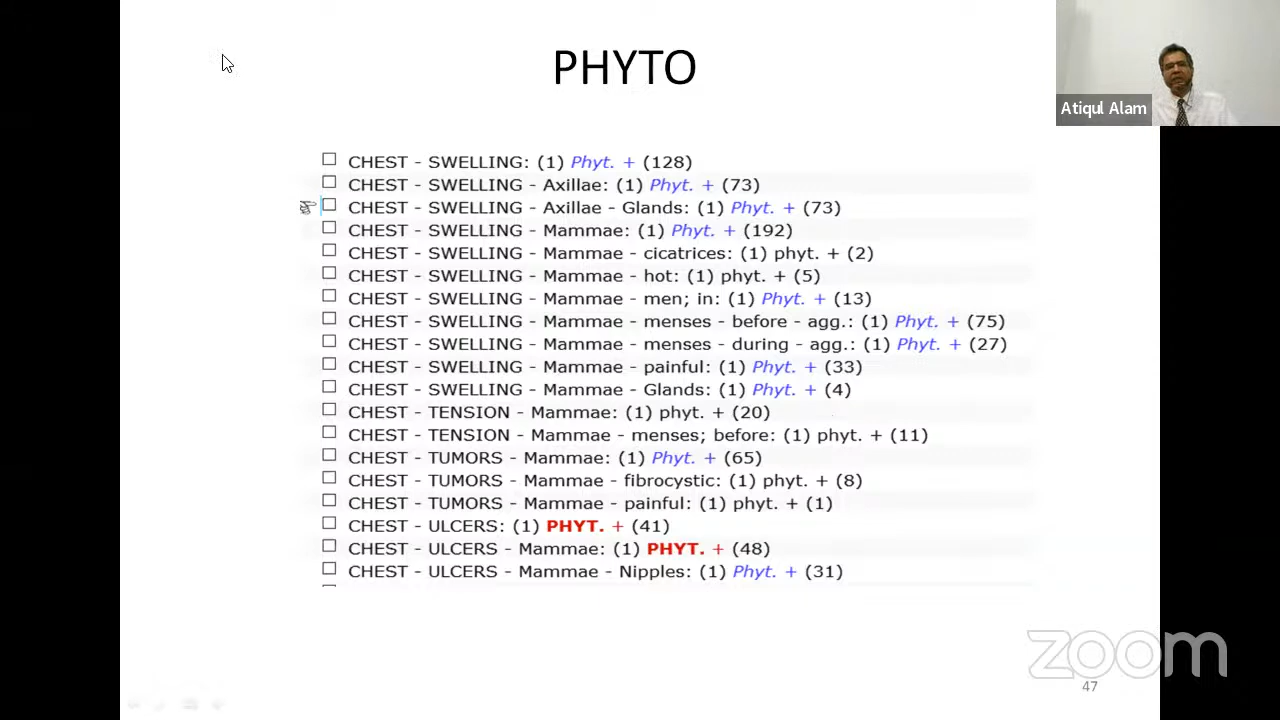 PHYTO
Atiqul Alam
CHEST - SWELLING: (1) Phyt. + (128)
CHEST - SWELLING - Axillae: (1) Phyt. + (73)
CHEST - SWELLING - Axillae - Glands: (1) Phyt. + (73)
CHEST - SWELLING - Mammae: (1) Phyt. + (192)
CHEST - SWELLING - Mammae - cicatrices: (1) phyt. + (2)
CHEST - SWELLING - Mammae - hot: (1) phyt. + (5)
CHEST - SWELLING - Mammae - men; in: (1) Phyt. + (13)
CHEST - SWELLING - Mammae - menses - before - agg.: (1) Phyt. + (75)
CHEST - SWELLING - Mammae - menses - during - agg.: (1) Phyt. + (27)
CHEST - SWELLING - Mammae - painful: (1) Phyt. + (33)
CHEST - SWELLING - Mammae - Glands: (1) Phyt. + (4)
CHEST - TENSION - Mammae: (1) phyt. + (20)
CHEST - TENSION - Mammae - menses; before: (1) phyt. + (11)
CHEST - TUMORS - Mammae: (1) Phyt. + (65)
CHEST - TUMORS - Mammae - fibrocystic: (1) phyt. + (8)
CHEST - TUMORS - Mammae - painful: (1) phyt. + (1)
CHEST - ULCERS: (1) PHYT. + (41)
CHEST - ULCERS - Mammae: (1) PHYT. + (48)
CHEST - ULCERS - Mammae - Nipples: (1) Phyt. + (31)
zoom
47